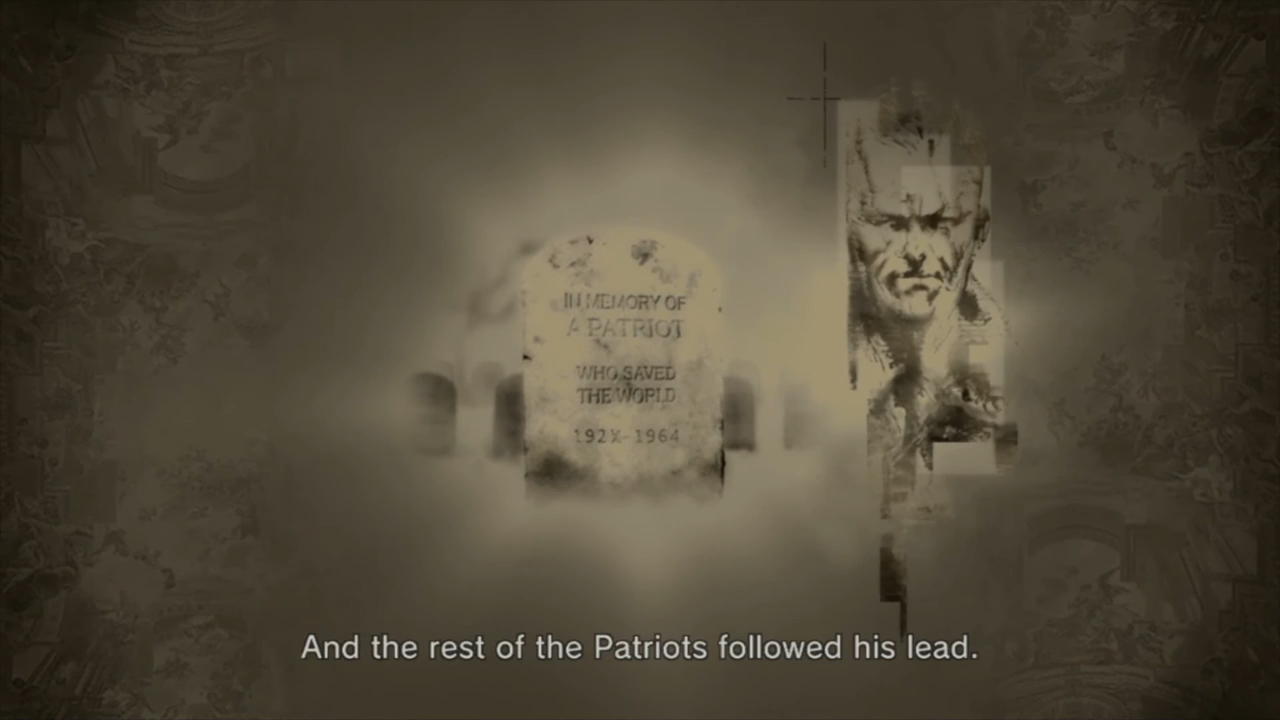 IN MEMORY OF
A PATRIOT
WHO SAVED
THE WORLD
192X-1964
And the rest of the Patriots followed his lead.